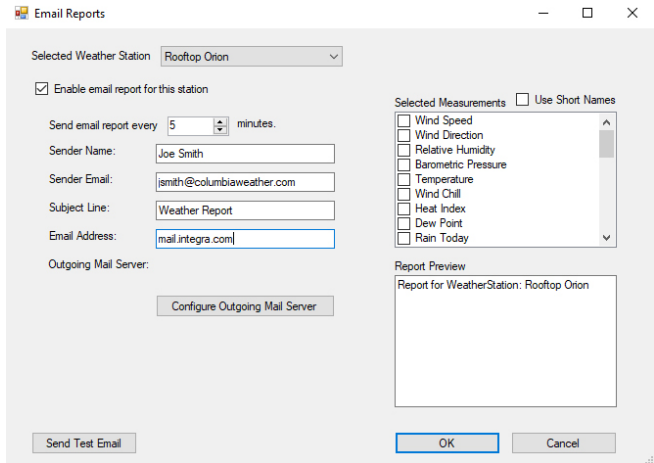 Email Reports
Selected Weather Station Rooftop Orion
Enable email report for this station
Send email report every 5 minutes.
Sender Name: Joe Smith
Sender Email: jsmith@columbiaweather.com
Subject Line: Weather Report
Email Address: mail.integra.com
Outgoing Mail Server:
Configure Outgoing Mail Server
Send Test Email
Selected Measurements Use Short Names
Wind Speed
Wind Direction
Relative Humidity
Barometric Pressure
Temperature
Wind Chill
Heat Index
Dew Point
Rain Today
Report Preview
Report for WeatherStation: Rooftop Orion
OK Cancel